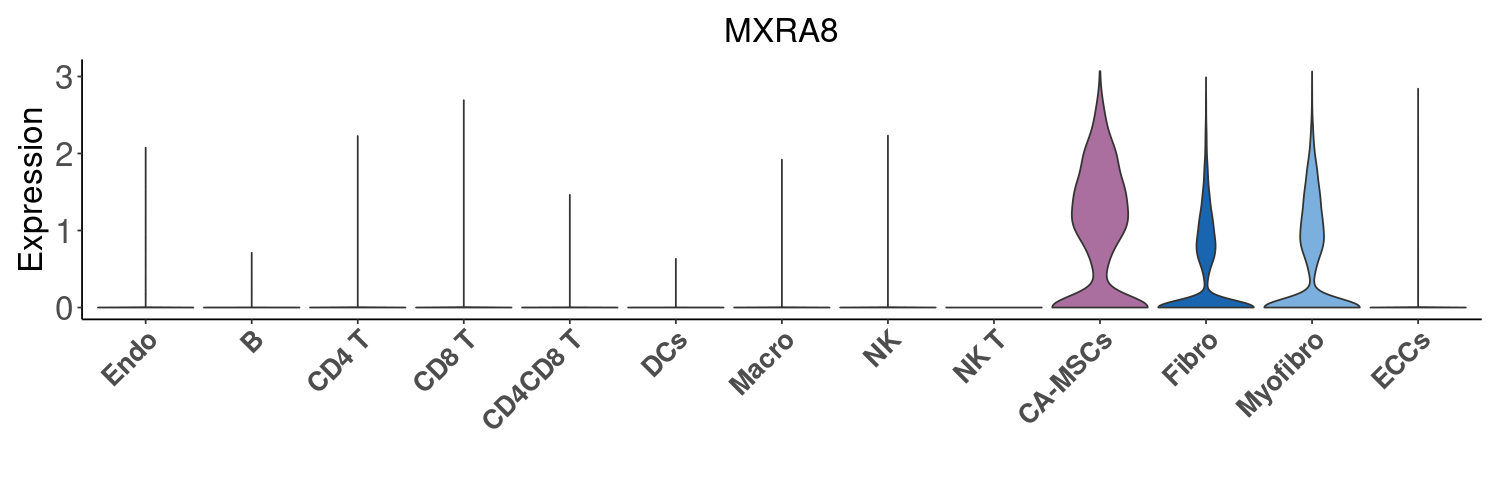 MXRA8
Expression
3
2
1
0
Endo
B
CD4 T
CD8 T
CD4CD8 T
DCs
Macro
NK
NK T
CA-MSCs
Fibro
Myofibro
ECCs